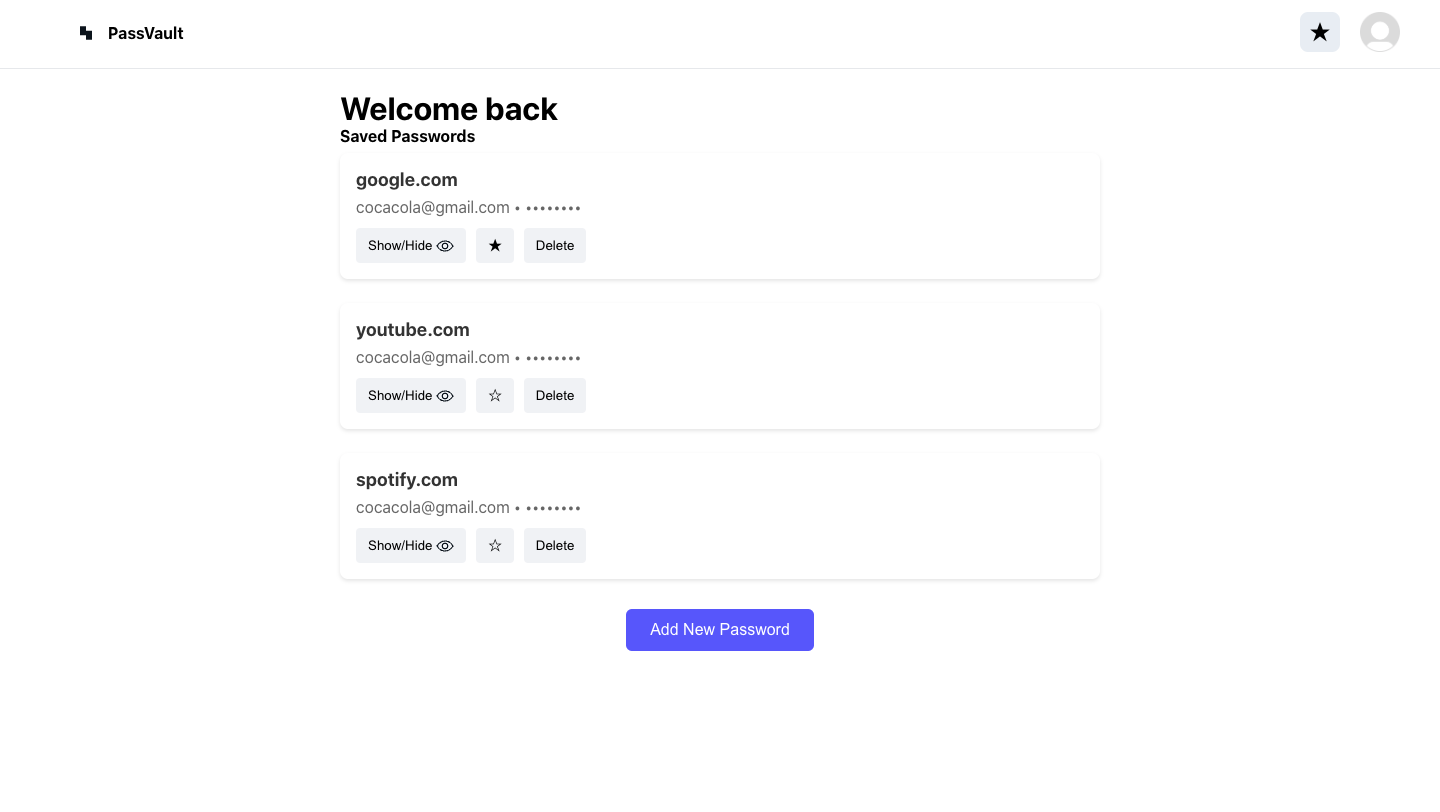 PassVault
Welcome back
Saved Passwords
google.com
cocacola@gmail.com • ••••••••
Show/Hide
Delete
youtube.com
cocacola@gmail.com • ••••••••
Show/Hide
Delete
spotify.com
cocacola@gmail.com • ••••••••
Show/Hide
Delete
Add New Password